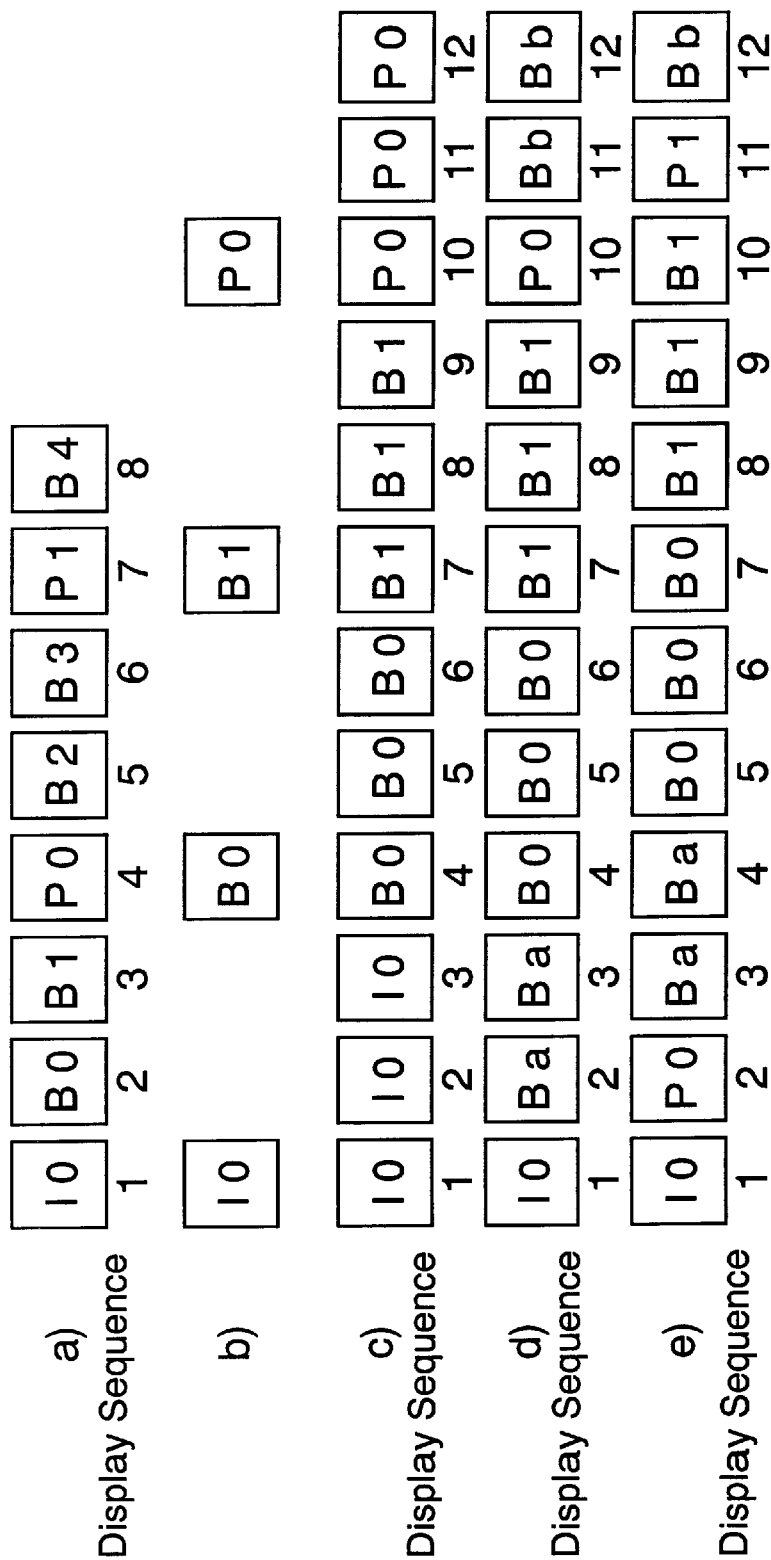 a)
I0 B0 B1 P0 B2 B3 P1 B4
Display Sequence 1 2 3 4 5 6 7 8
b) I0 B0 B1 P0
c)
I0 I0 I0 B0 B0 B0 B1 B1 B1 P0 P0 P0
Display Sequence 1 2 3 4 5 6 7 8 9 10 11 12
d)
I0 Ba Ba B0 B0 B0 B1 B1 B1 P0 Bb Bb
Display Sequence 1 2 3 4 5 6 7 8 9 10 11 12
e)
I0 P0 Ba Ba B0 B0 B0 B1 B1 B1 P1 Bb
Display Sequence 1 2 3 4 5 6 7 8 9 10 11 12